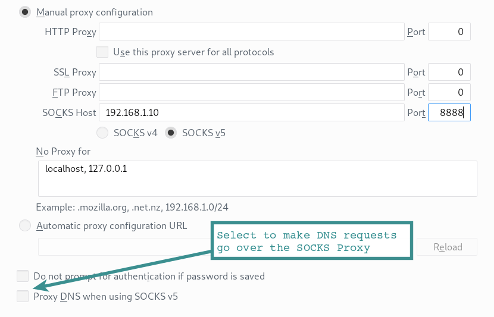 Manual proxy configuration
HTTP Proxy Port 0
Use this proxy server for all protocols
SSL Proxy Port 0
FTP Proxy Port 0
SOCKS Host 192.168.1.10 Port 8888
SOCKS v4 SOCKS v5
No Proxy for
localhost, 127.0.0.1
Example: .mozilla.org, .net.nz, 192.168.1.0/24
Automatic proxy configuration URL
Reload
Select to make DNS requests
go over the SOCKS Proxy
Do not prompt for authentication if password is saved
Proxy DNS when using SOCKS v5